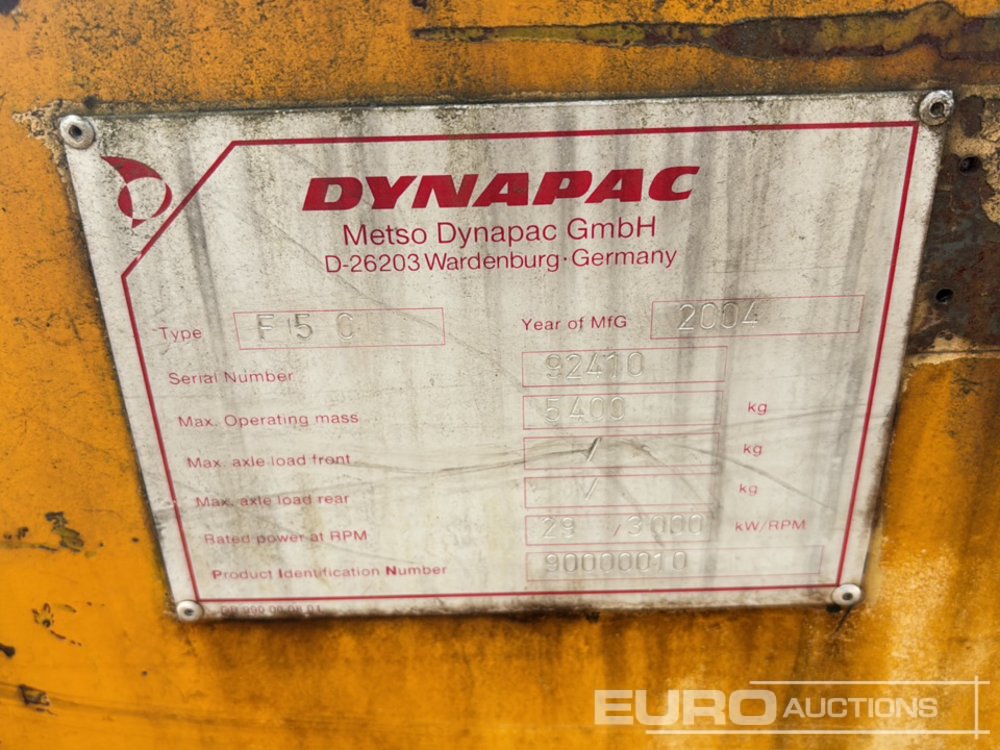 DYNAPAC
Metso Dynapac GmbH
D-26203 Wardenburg · Germany
Type F 5 C Year of MfG 2004
Serial Number 92410
Max. Operating mass 5400 kg
Max. axle load front / kg
Max. axle load rear / kg
Rated power at RPM 29 /3000 kW/RPM
Product Identification Number 90000010
EURO AUCTIONS